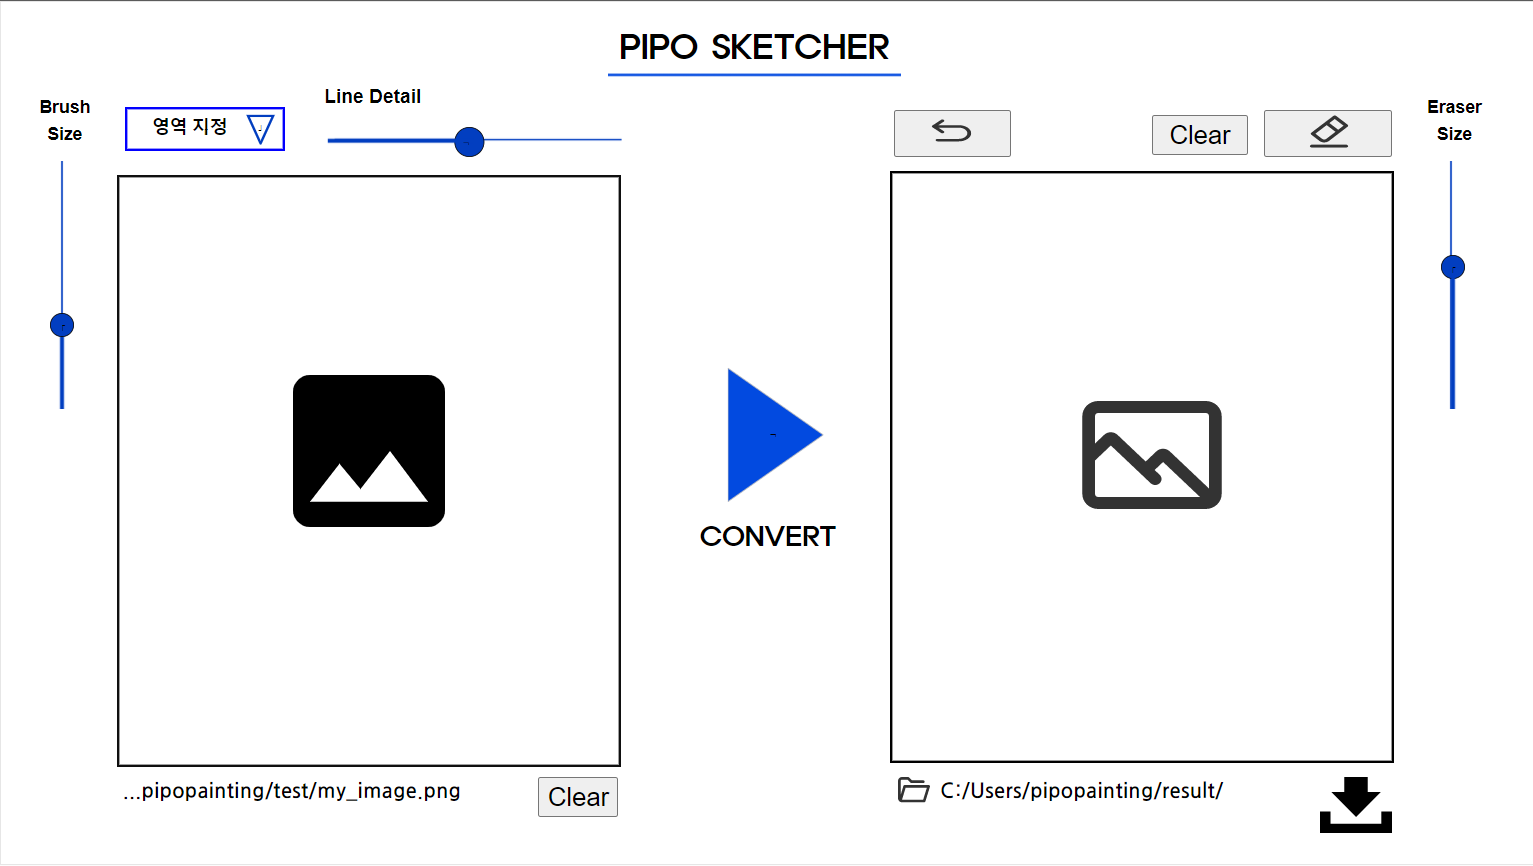 PIPO SKETCHER
Brush
Size
영역 지정
Line Detail
Clear
Eraser
Size
CONVERT
...pipopainting/test/my_image.png
Clear
C:/Users/pipopainting/result/